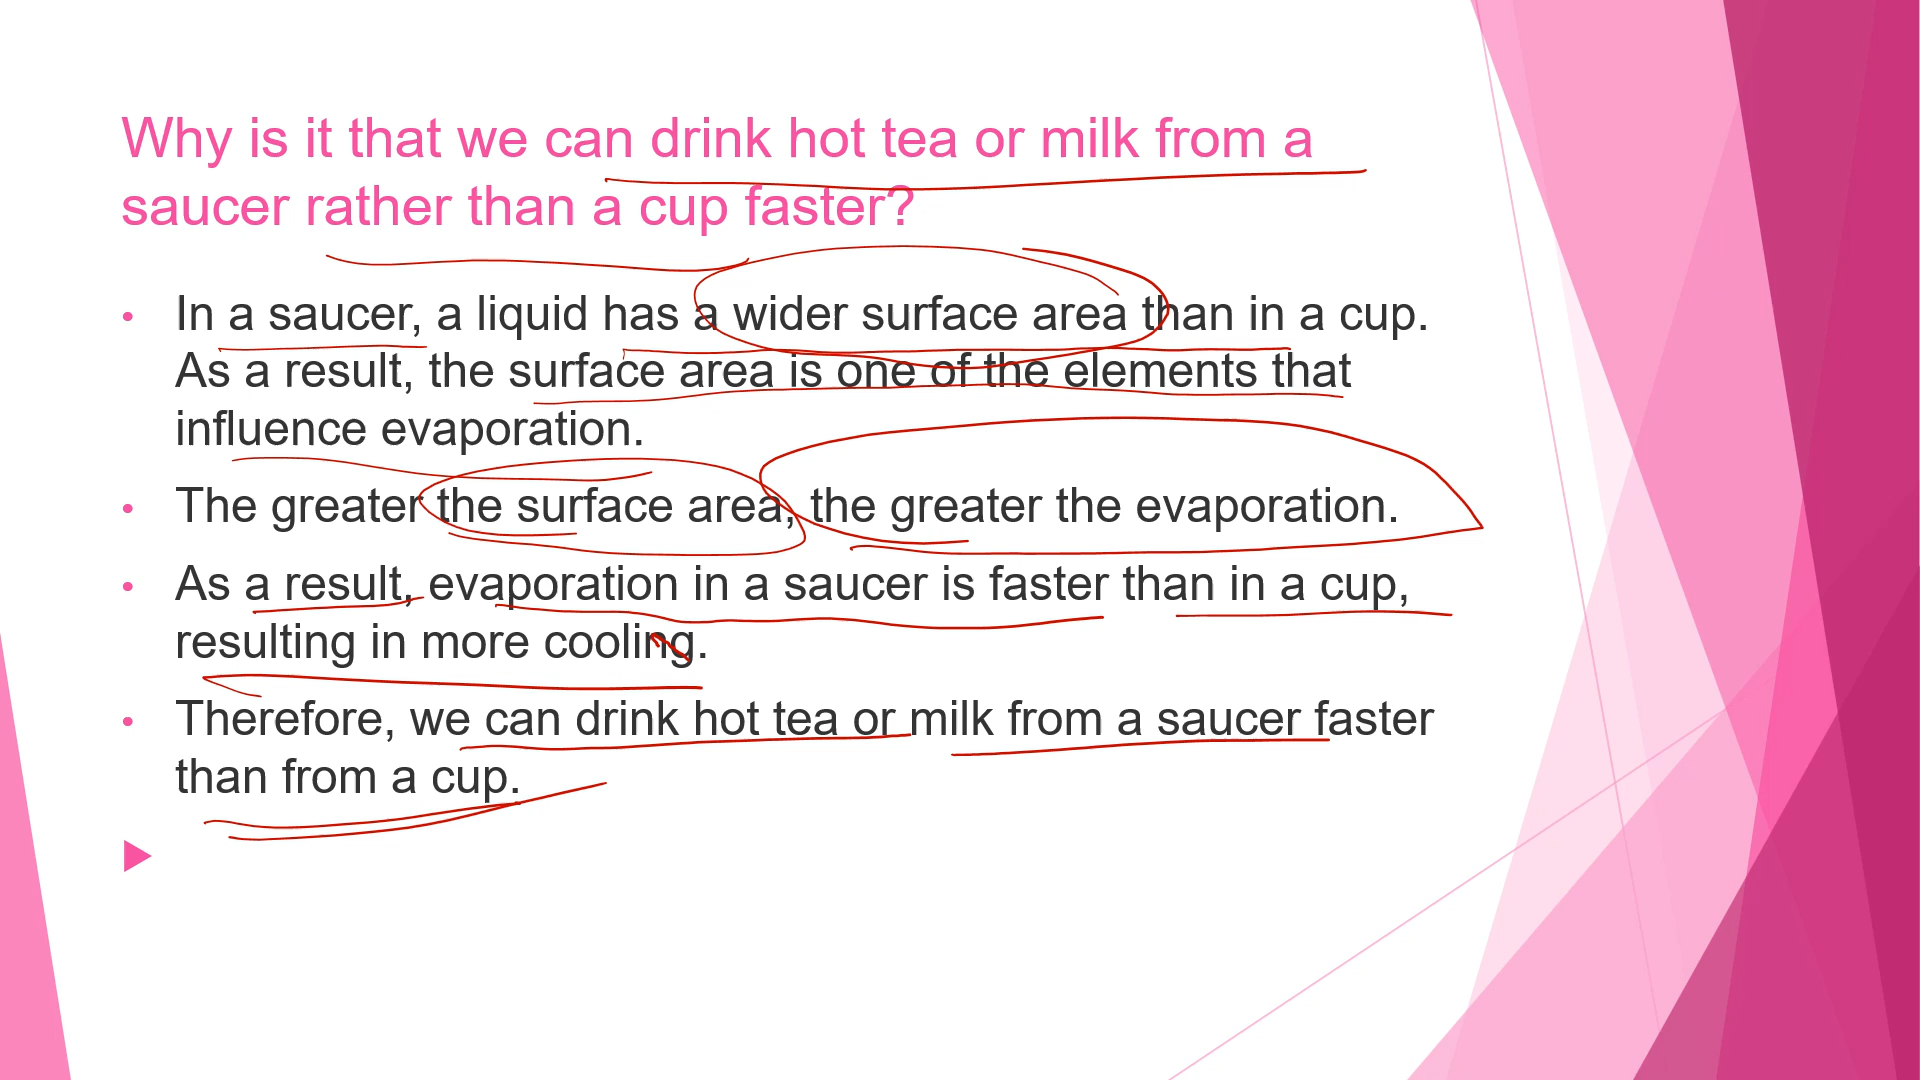 Why is it that we can drink hot tea or milk from a
saucer rather than a cup faster?
• In a saucer, a liquid has a wider surface area than in a cup.
As a result, the surface area is one of the elements that
influence evaporation.
• The greater the surface area, the greater the evaporation.
• As a result, evaporation in a saucer is faster than in a cup,
resulting in more cooling.
• Therefore, we can drink hot tea or milk from a saucer faster
than from a cup.